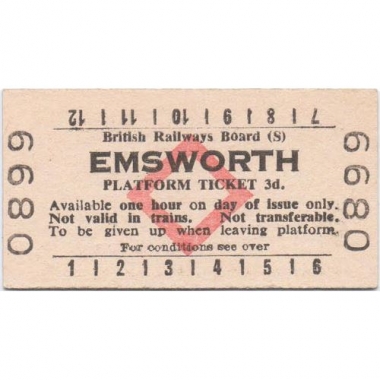 12 | 11 | 10 | 9 | 8 | 7
British Railways Board (S)
EMSWORTH
PLATFORM TICKET 3d.
Available one hour on day of issue only.
Not valid in trains. Not transferable.
To be given up when leaving platform.
For conditions see over
1 | 2 | 3 | 4 | 5 | 6